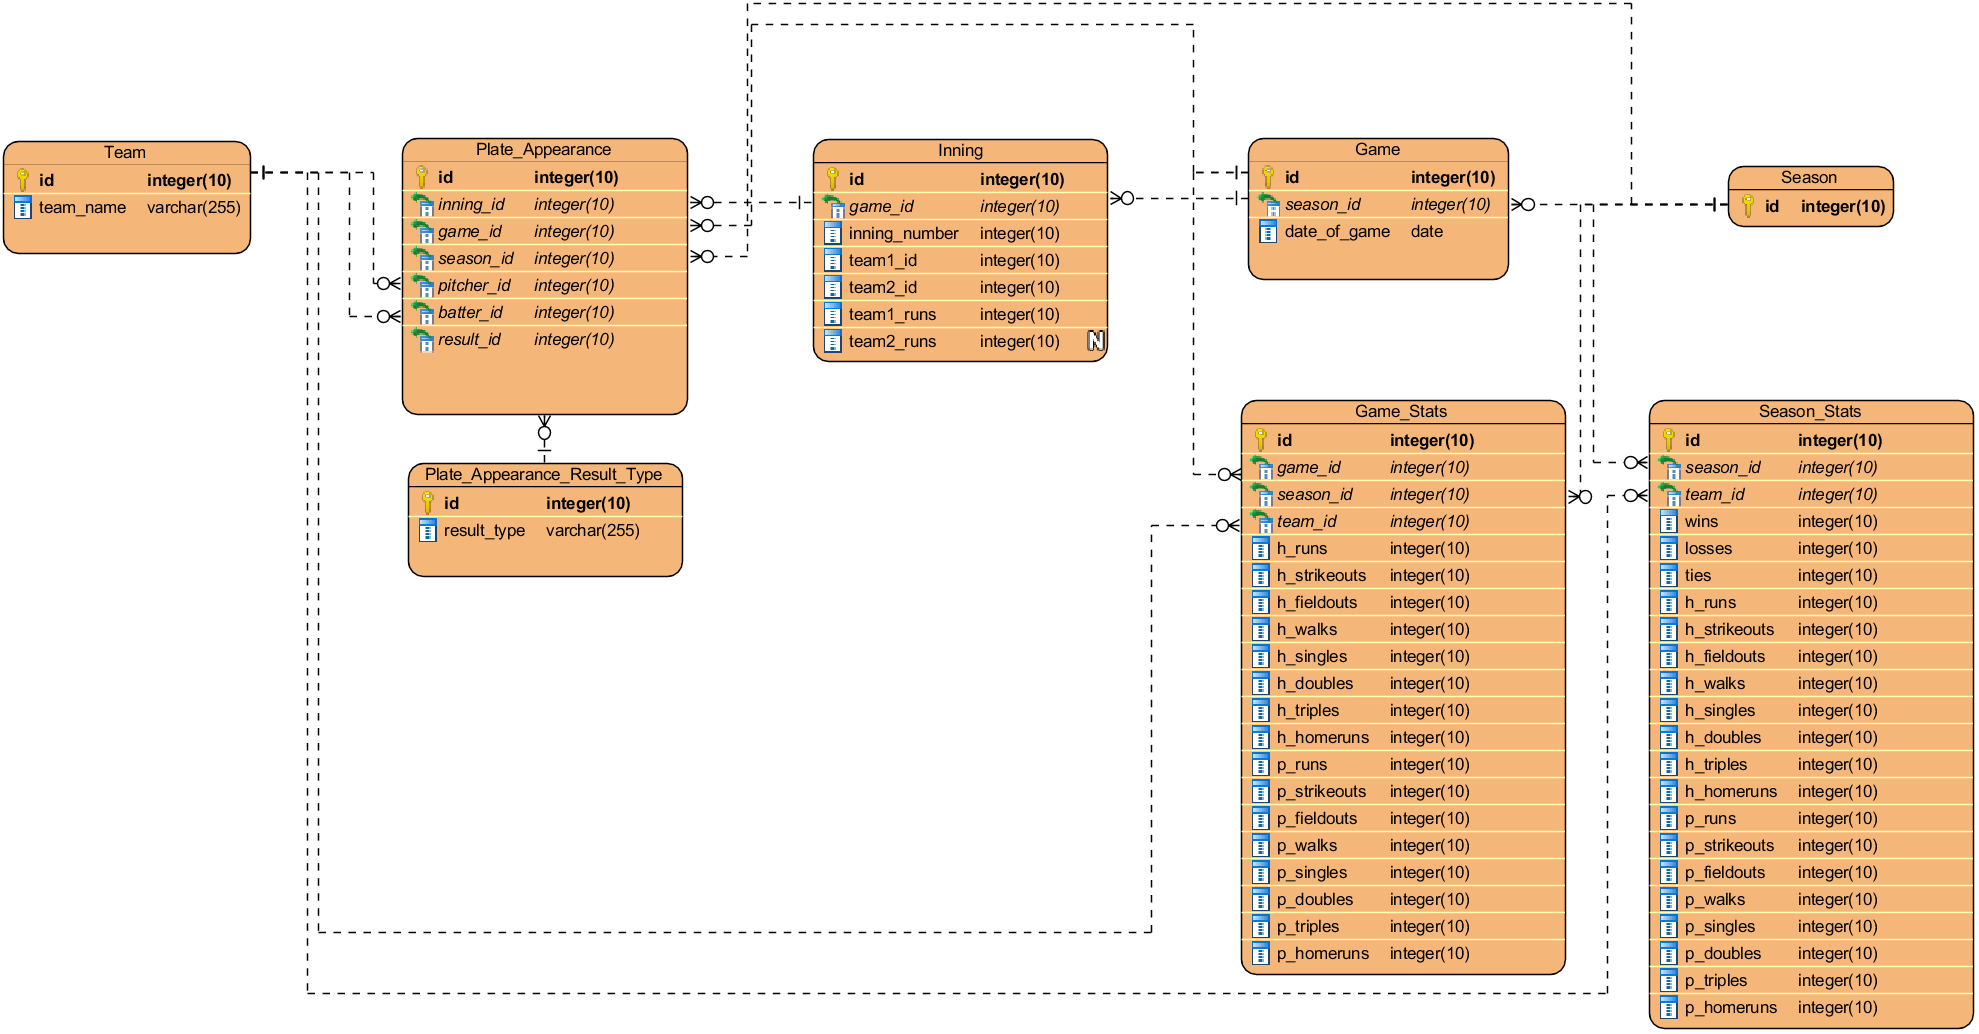 Team
id integer(10)
team_name varchar(255)
Plate_Appearance
id integer(10)
inning_id integer(10)
game_id integer(10)
season_id integer(10)
pitcher_id integer(10)
batter_id integer(10)
result_id integer(10)
Plate_Appearance_Result_Type
id integer(10)
result_type varchar(255)
Inning
id integer(10)
game_id integer(10)
inning_number integer(10)
team1_id integer(10)
team2_id integer(10)
team1_runs integer(10)
team2_runs integer(10) N
Game
id integer(10)
season_id integer(10)
date_of_game date
Season
id integer(10)
Game_Stats
id integer(10)
game_id integer(10)
season_id integer(10)
team_id integer(10)
h_runs integer(10)
h_strikeouts integer(10)
h_fieldouts integer(10)
h_walks integer(10)
h_singles integer(10)
h_doubles integer(10)
h_triples integer(10)
h_homeruns integer(10)
p_runs integer(10)
p_strikeouts integer(10)
p_fieldouts integer(10)
p_walks integer(10)
p_singles integer(10)
p_doubles integer(10)
p_triples integer(10)
p_homeruns integer(10)
Season_Stats
id integer(10)
season_id integer(10)
team_id integer(10)
wins integer(10)
losses integer(10)
ties integer(10)
h_runs integer(10)
h_strikeouts integer(10)
h_fieldouts integer(10)
h_walks integer(10)
h_singles integer(10)
h_doubles integer(10)
h_triples integer(10)
h_homeruns integer(10)
p_runs integer(10)
p_strikeouts integer(10)
p_fieldouts integer(10)
p_walks integer(10)
p_singles integer(10)
p_doubles integer(10)
p_triples integer(10)
p_homeruns integer(10)